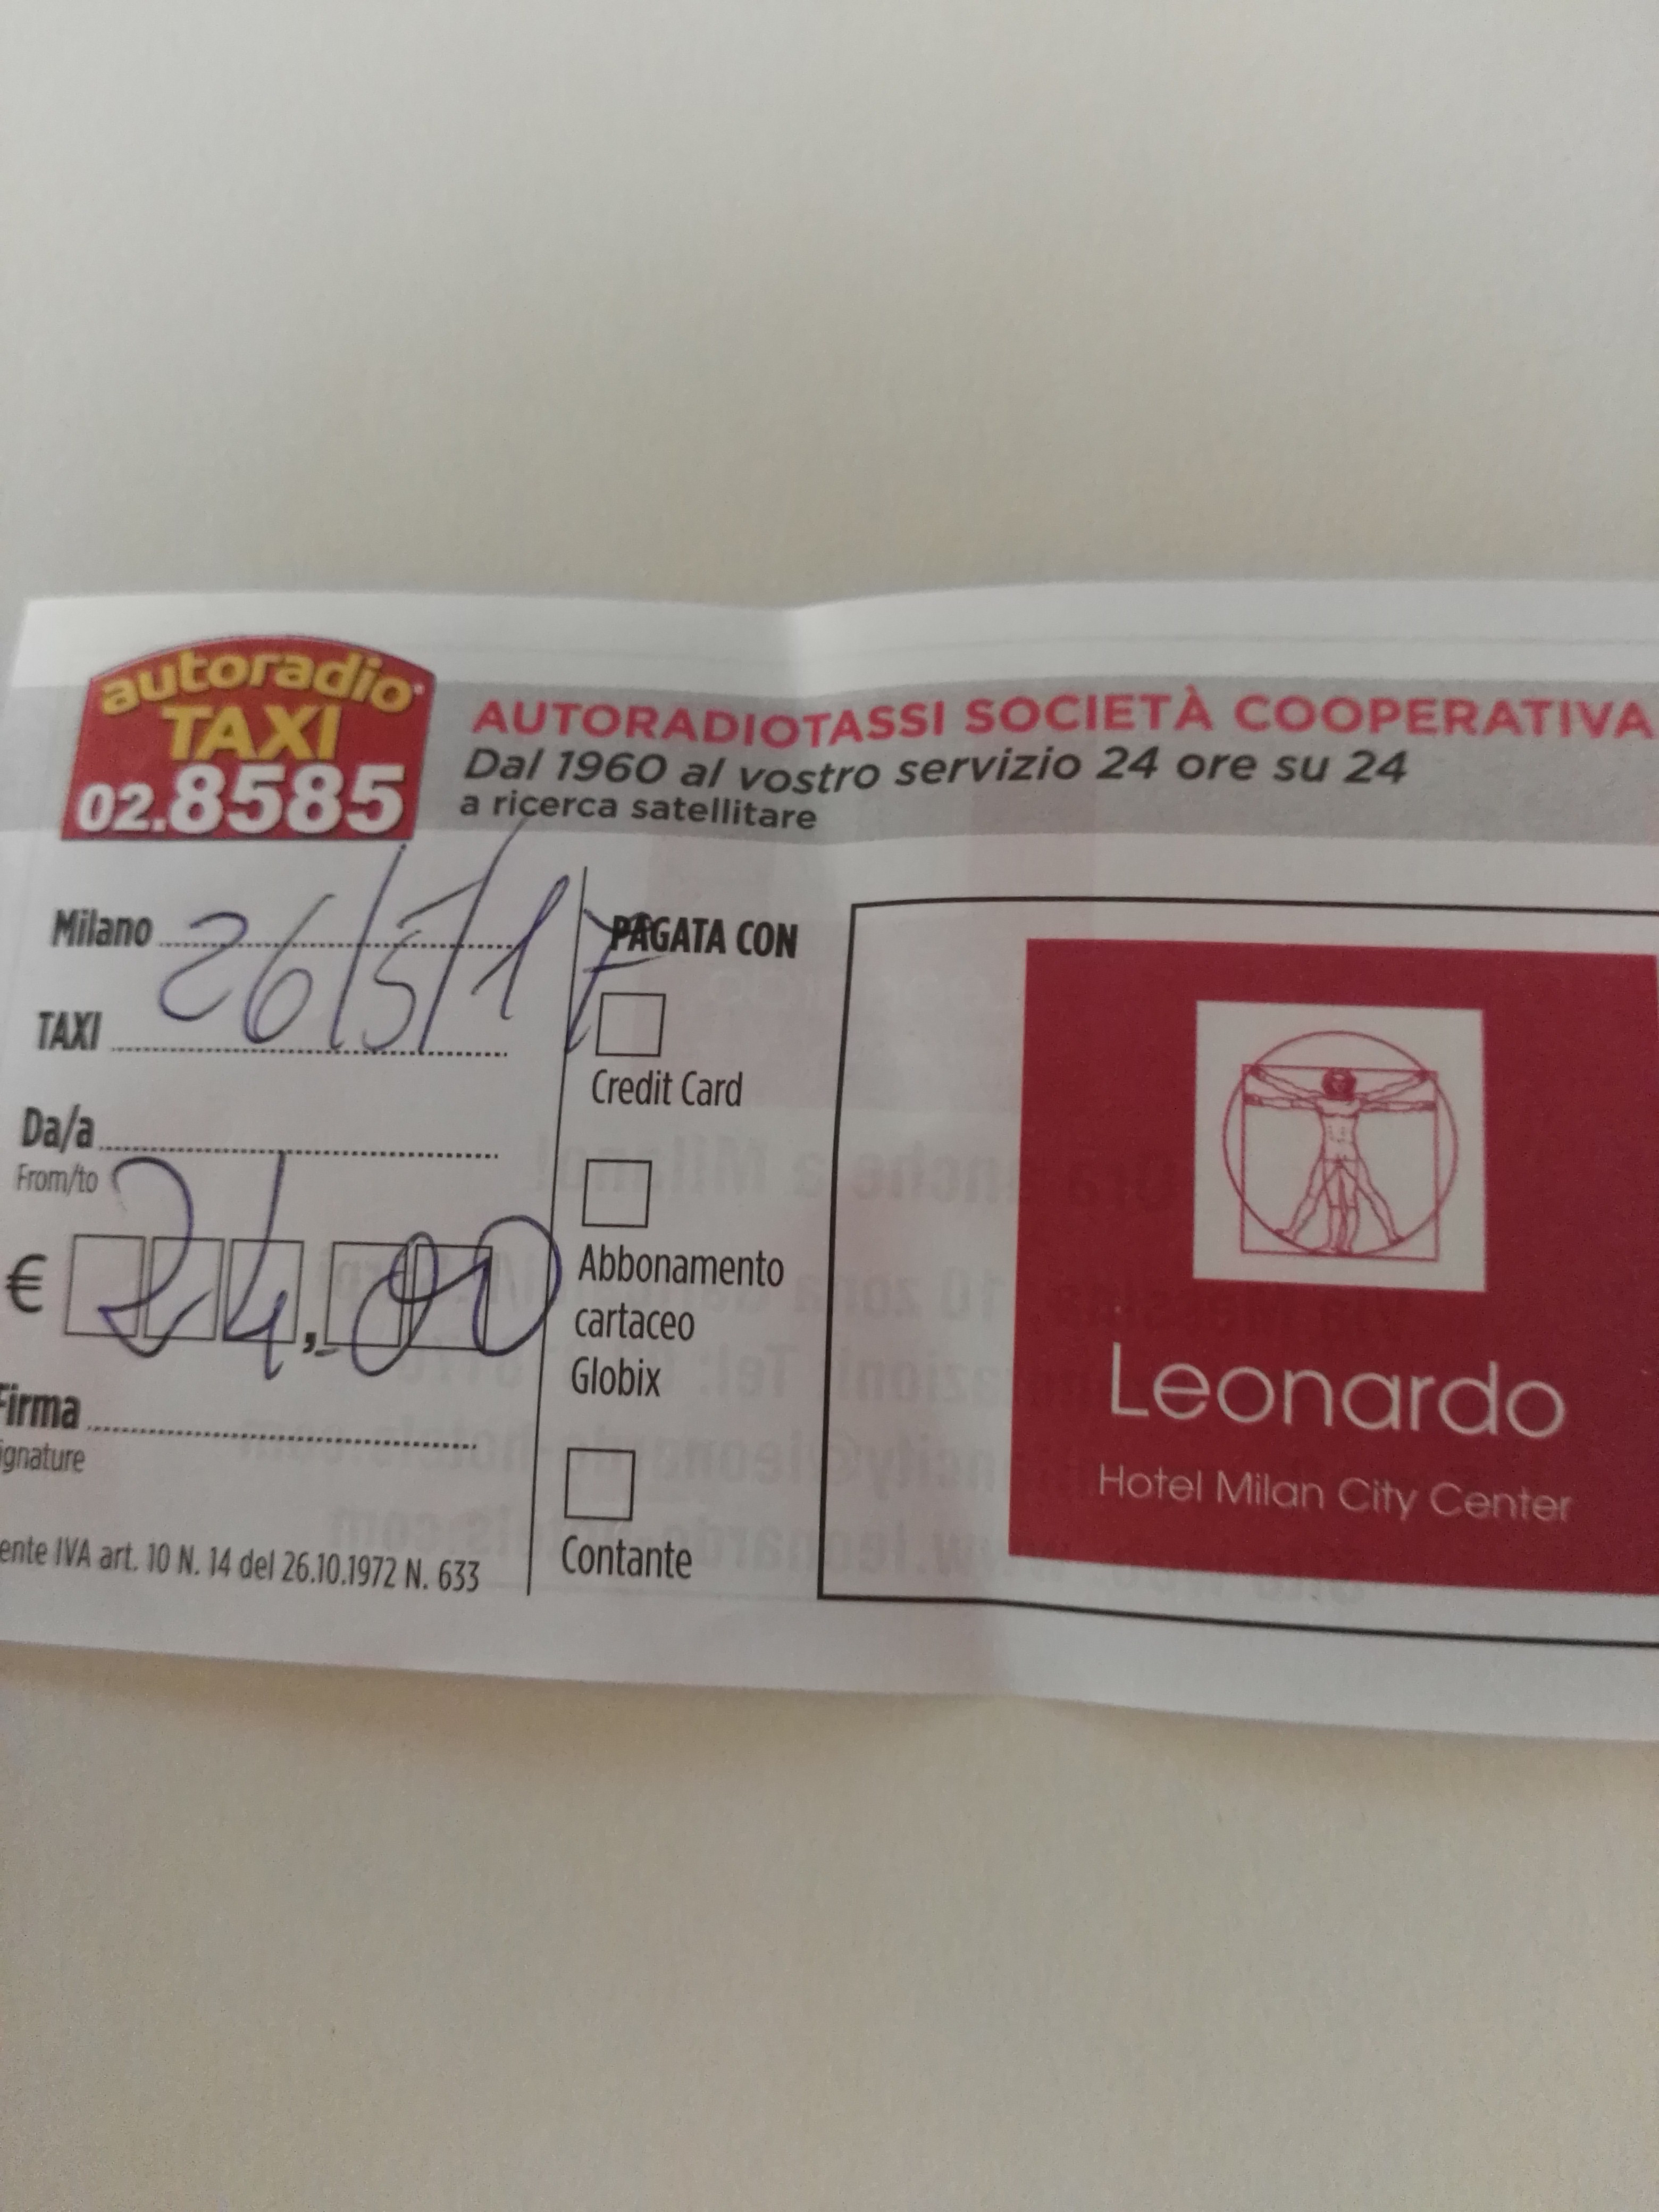 autoradio
TAXI
02.8585
AUTORADIOTASSI SOCIETÀ COOPERATIVA
Dal 1960 al vostro servizio 24 ore su 24
a ricerca satellitare
Milano 26/5/17
TAXI
Da/a
From/to
€ 24,00
Firma
ignature
ente IVA art. 10 N. 14 del 26.10.1972 N. 633
PAGATA CON
Credit Card
Abbonamento
cartaceo
Globix
Contante
Leonardo
Hotel Milan City Center